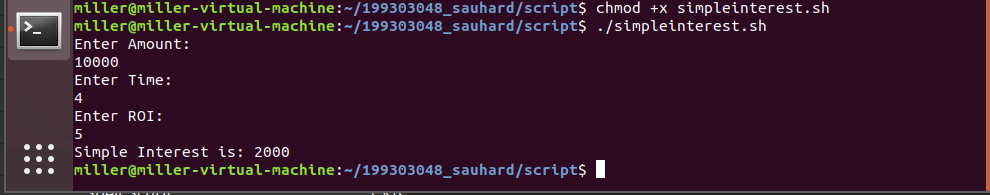 miller@miller-virtual-machine:~/199303048_sauhard/script$ chmod +x simpleinterest.sh
miller@miller-virtual-machine:~/199303048_sauhard/script$ ./simpleinterest.sh
Enter Amount:
10000
Enter Time:
4
Enter ROI:
5
Simple Interest is: 2000
miller@miller-virtual-machine:~/199303048_sauhard/script$